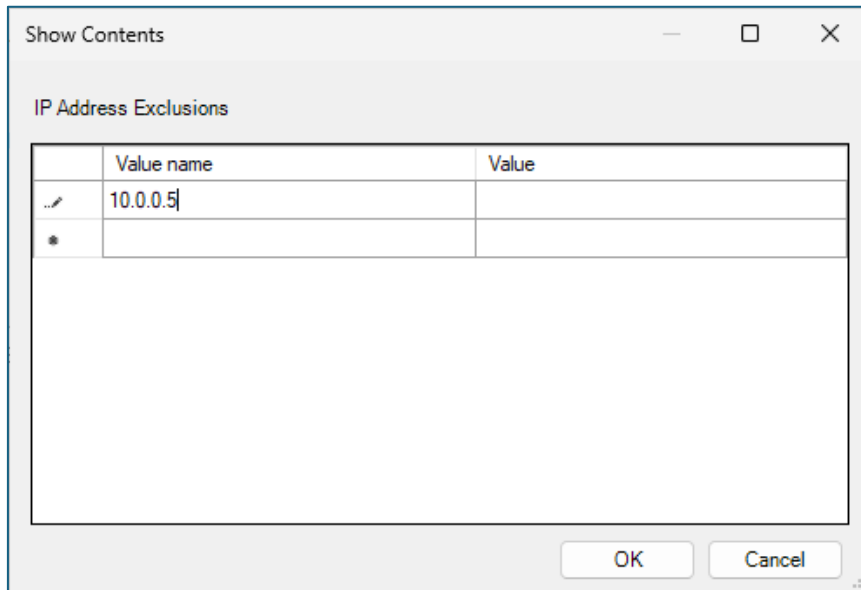 Show Contents
IP Address Exclusions
Value name Value
10.0.0.5
OK Cancel